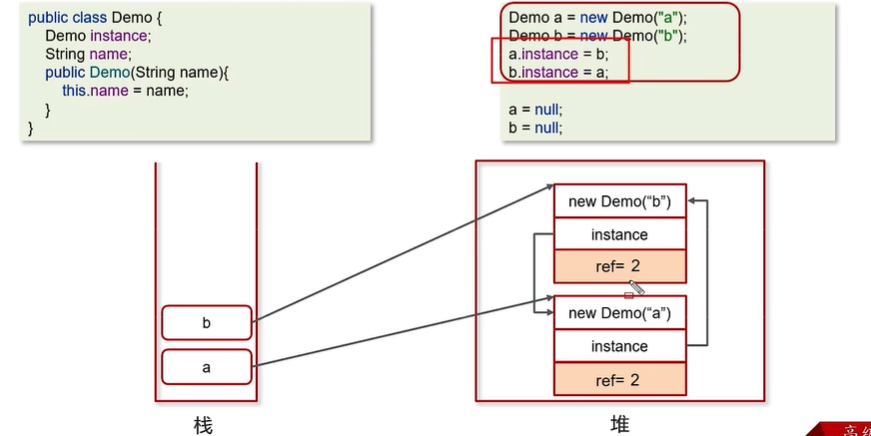 public class Demo {
Demo instance;
String name;
public Demo(String name){
this.name = name;
}
}
Demo a = new Demo("a");
Demo b = new Demo("b");
a.instance = b;
b.instance = a;
a = null;
b = null;
b
a
栈
new Demo(“b”)
instance
ref= 2
new Demo(“a”)
instance
ref= 2
堆